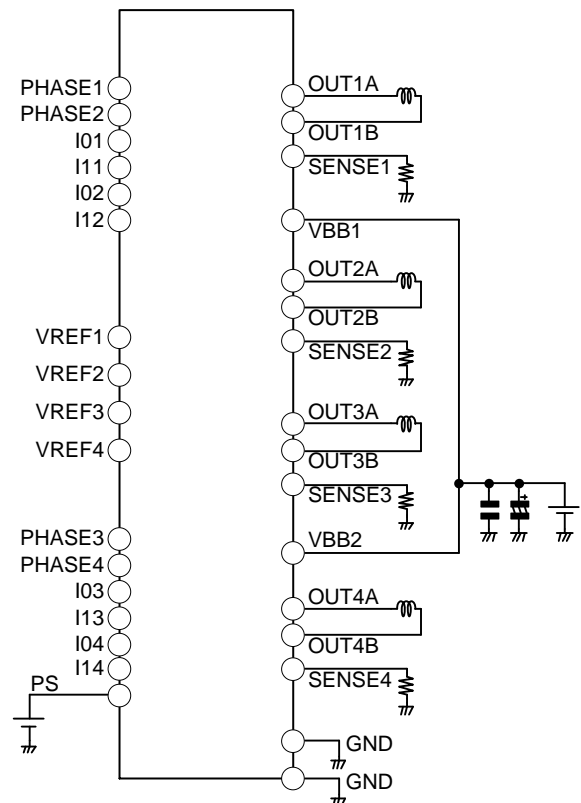 PHASE1
PHASE2
I01
I11
I02
I12
VREF1
VREF2
VREF3
VREF4
PHASE3
PHASE4
I03
I13
I04
I14
PS
OUT1A
OUT1B
SENSE1
VBB1
OUT2A
OUT2B
SENSE2
OUT3A
OUT3B
SENSE3
VBB2
OUT4A
OUT4B
SENSE4
GND
GND
+